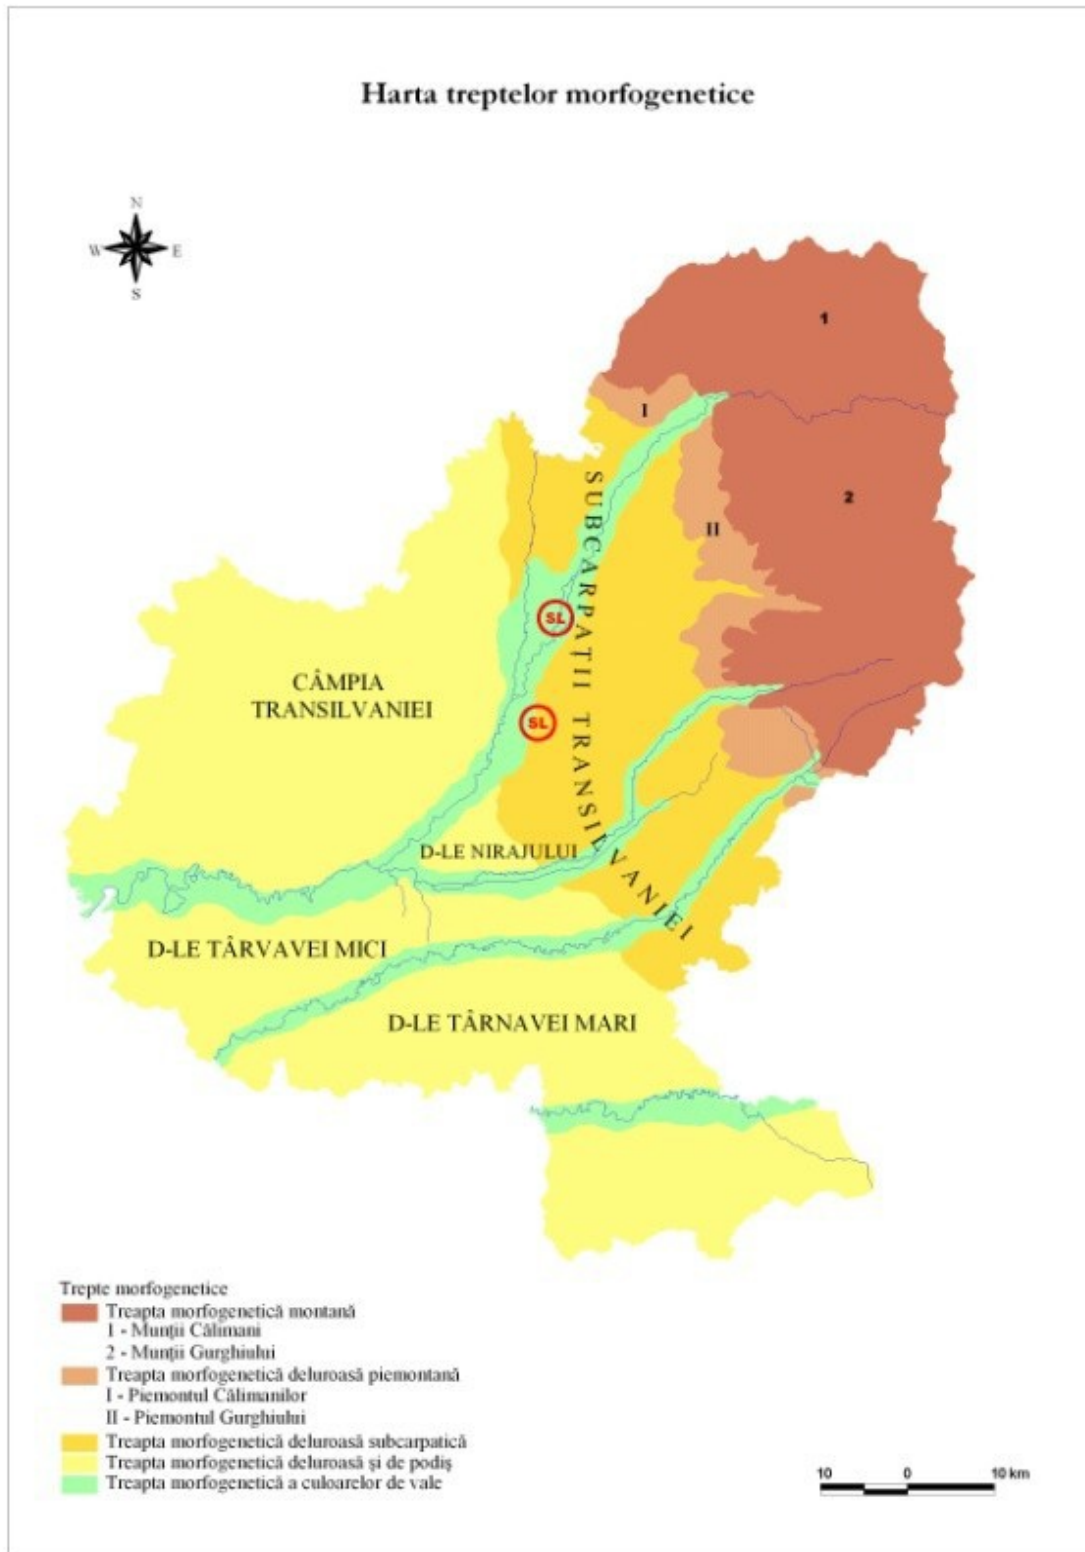 Harta treptelor morfogenetice
N
W E
S
1
I
2
II
SUBCARPAȚII TRANSILVANIEI
SL
SL
CÂMPIA
TRANSILVANIEI
D-LE NIRAJULUI
D-LE TÂRVAVEI MICI
D-LE TÂRNAVEI MARI
Trepte morfogenetice
Treapta morfogenetică montană
1 - Munții Călimani
2 - Munții Gurghiului
Treapta morfogenetică deluroasă piemontană
I - Piemontul Călimanilor
II - Piemontul Gurghiului
Treapta morfogenetică deluroasă subcarpatică
Treapta morfogenetică deluroasă și de podiș
Treapta morfogenetică a culoarelor de vale
10 0 10 km